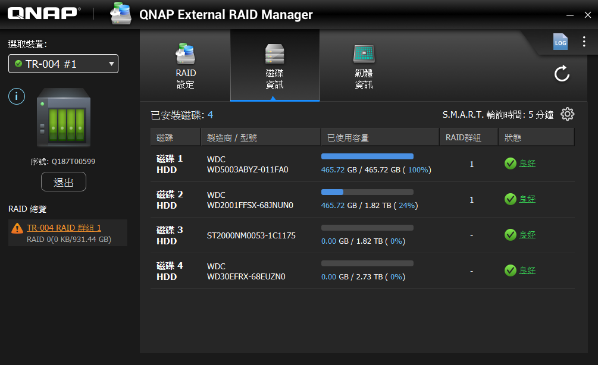 QNAP QNAP External RAID Manager
選取裝置:
TR-004 #1
序號: Q187T00599
退出
RAID 總覽
TR-004 RAID 群組 1
RAID 0(0 KB/931.44 GB)
RAID
設定
磁碟
資訊
韌體
資訊
LOG
已安裝磁碟: 4
S.M.A.R.T. 輪詢時間: 5 分鐘
磁碟 製造商 / 型號 已使用容量 RAID群組 狀態
磁碟 1
HDD
WDC
WD5003ABYZ-011FA0
465.72 GB / 465.72 GB ( 100%)
1
良好
磁碟 2
HDD
WDC
WD2001FFSX-68JNUN0
465.72 GB / 1.82 TB ( 24%)
1
良好
磁碟 3
HDD
ST2000NM0053-1C1175
0.00 GB / 1.82 TB ( 0%)
-
良好
磁碟 4
HDD
WDC
WD30EFRX-68EUZN0
0.00 GB / 2.73 TB ( 0%)
-
良好